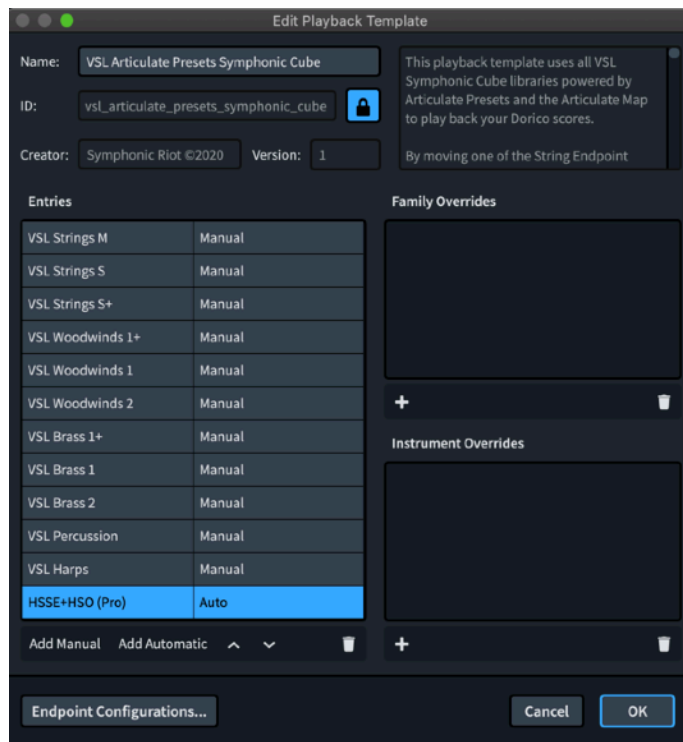 Edit Playback Template
Name: VSL Articulate Presets Symphonic Cube
ID: vsl_articulate_presets_symphonic_cube
Creator: Symphonic Riot ©2020 Version: 1
This playback template uses all VSL
Symphonic Cube libraries powered by
Articulate Presets and the Articulate Map
to play back your Dorico scores.
By moving one of the String Endpoint
Entries
VSL Strings M Manual
VSL Strings S Manual
VSL Strings S+ Manual
VSL Woodwinds 1+ Manual
VSL Woodwinds 1 Manual
VSL Woodwinds 2 Manual
VSL Brass 1+ Manual
VSL Brass 1 Manual
VSL Brass 2 Manual
VSL Percussion Manual
VSL Harps Manual
HSSE+HSO (Pro) Auto
Add Manual Add Automatic
Family Overrides
+
Instrument Overrides
+
Endpoint Configurations...
Cancel
OK